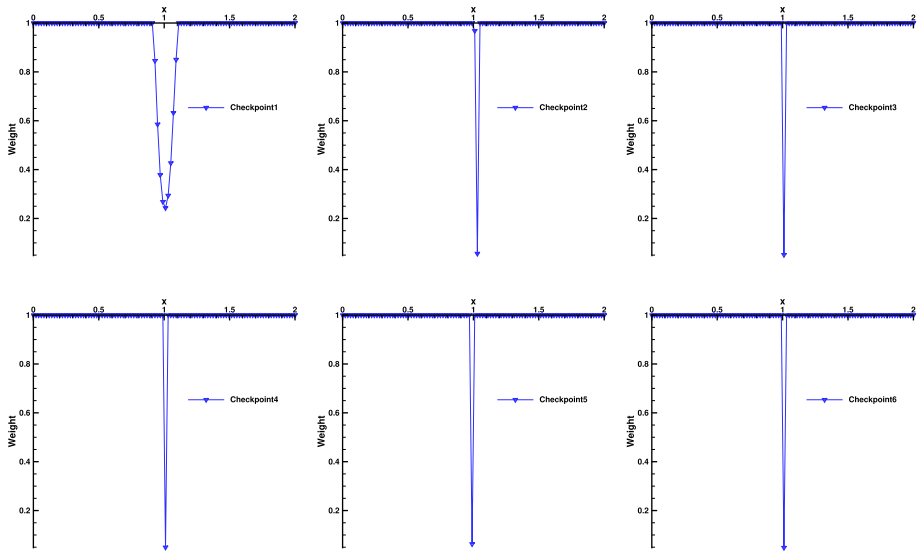 x x x
0 0.5 1 1.5 2 0 0.5 1 1.5 2 0 0.5 1 1.5 2
1 1 1
0.8 0.8 0.8
Checkpoint1 Checkpoint2 Checkpoint3
0.6 0.6 0.6
Weight Weight Weight
0.4 0.4 0.4
0.2 0.2 0.2
x x x
0 0.5 1 1.5 2 0 0.5 1 1.5 2 0 0.5 1 1.5 2
1 1 1
0.8 0.8 0.8
Checkpoint4 Checkpoint5 Checkpoint6
0.6 0.6 0.6
Weight Weight Weight
0.4 0.4 0.4
0.2 0.2 0.2